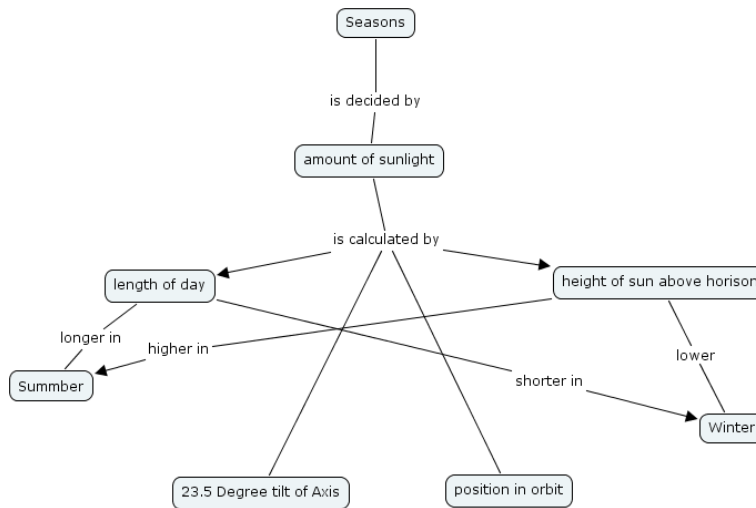 Seasons
is decided by
amount of sunlight
is calculated by
length of day
height of sun above horison
longer in
higher in
lower
Summber
shorter in
Winter
23.5 Degree tilt of Axis
position in orbit